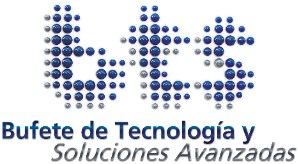 bts
Bufete de Tecnología y
Soluciones Avanzadas